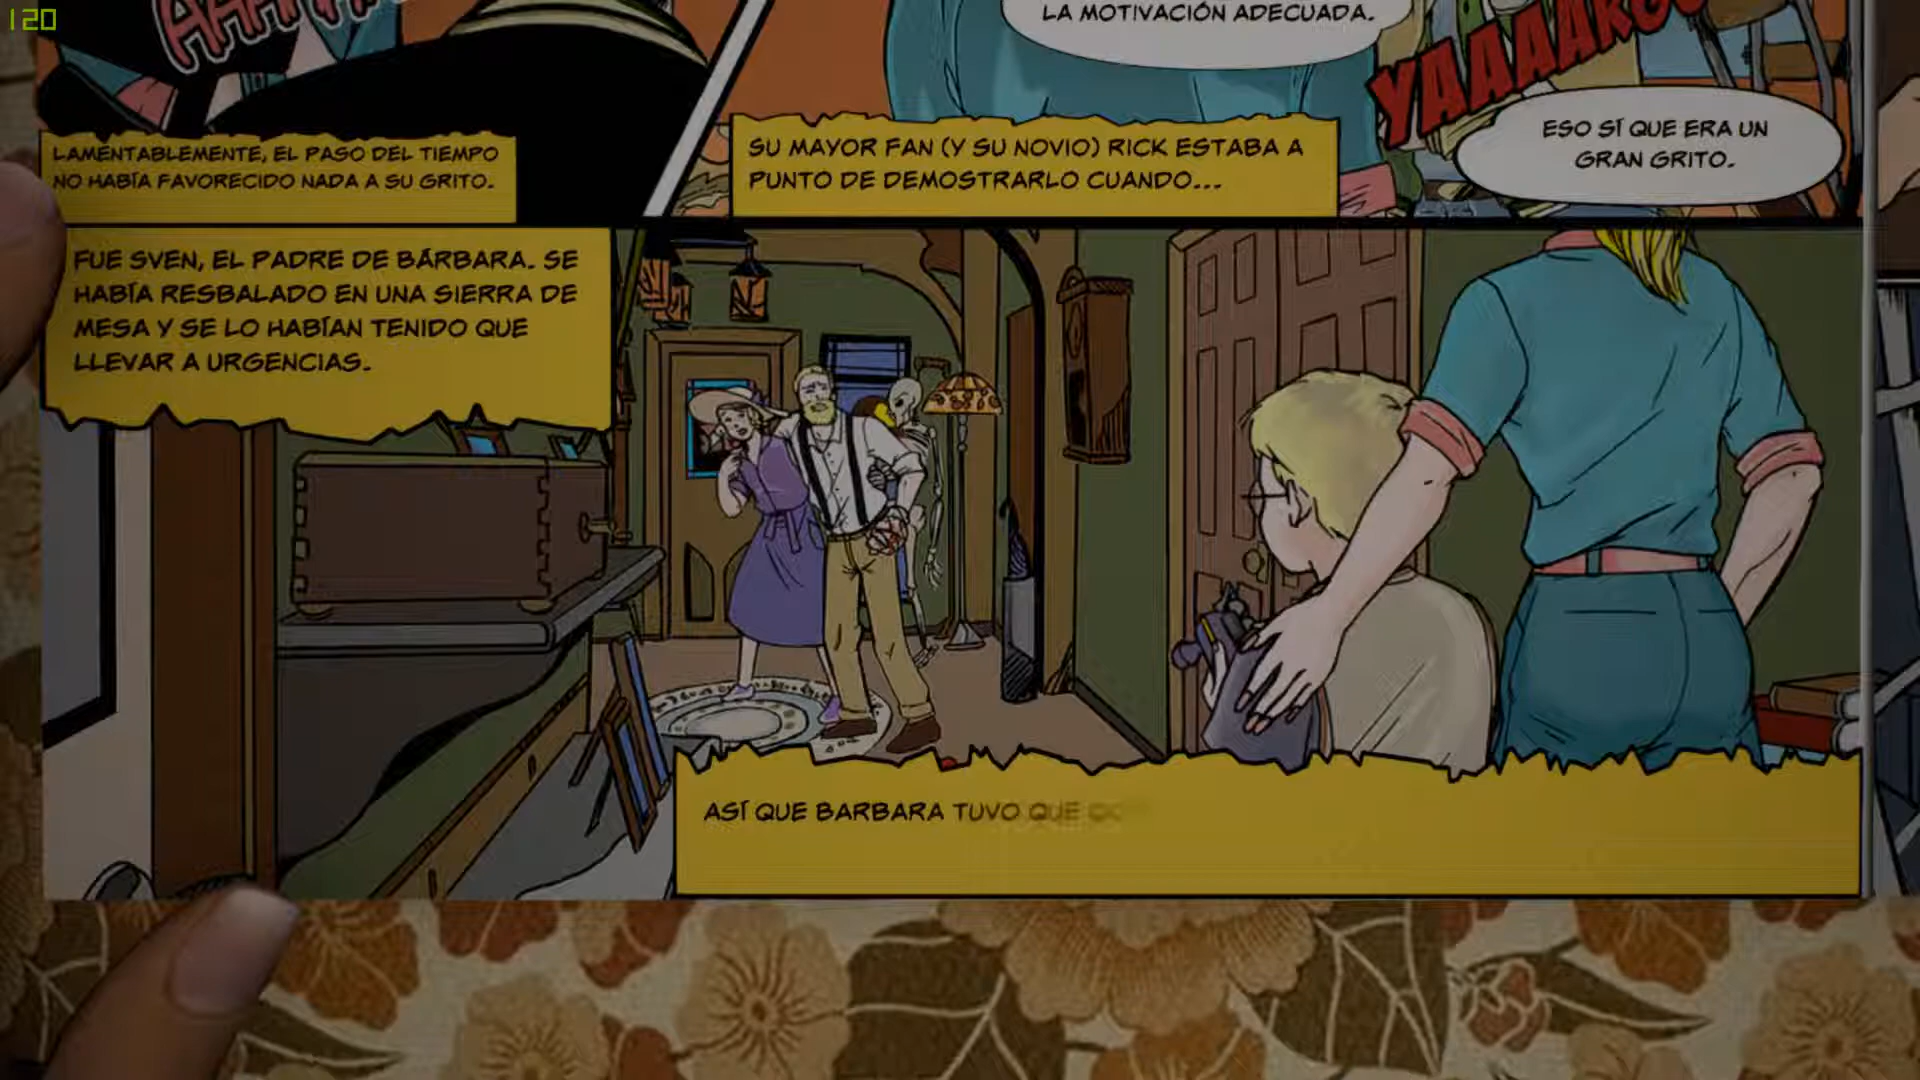 120
AHHHH
LA MOTIVACIÓN ADECUADA.
LAMENTABLEMENTE, EL PASO DEL TIEMPO
NO HABÍA FAVORECIDO NADA A SU GRITO.
SU MAYOR FAN (Y SU NOVIO) RICK ESTABA A
PUNTO DE DEMOSTRARLO CUANDO...
ESO SÍ QUE ERA UN
GRAN GRITO.
FUE SVEN, EL PADRE DE BÁRBARA. SE
HABÍA RESBALADO EN UNA SIERRA DE
MESA Y SE LO HABÍAN TENIDO QUE
LLEVAR A URGENCIAS.
ASÍ QUE BARBARA TUVO QUE